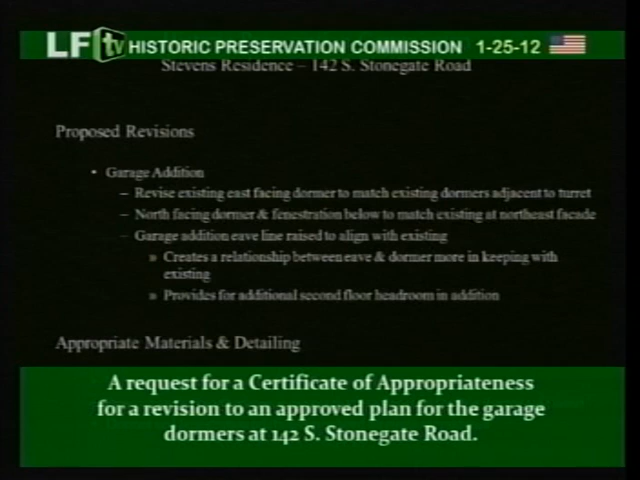 LF tv HISTORIC PRESERVATION COMMISSION 1-25-12
Stevens Residence – 142 S. Stonegate Road
Proposed Revisions
• Garage Addition
– Revise existing east facing dormer to match existing dormers adjacent to turret
– North facing dormer & fenestration below to match existing at northeast facade
– Garage addition eave line raised to align with existing
» Creates a relationship between eave & dormer more in keeping with
existing
» Provides for additional second floor headroom in addition
Appropriate Materials & Detailing
A request for a Certificate of Appropriateness
for a revision to an approved plan for the garage
dormers at 142 S. Stonegate Road.